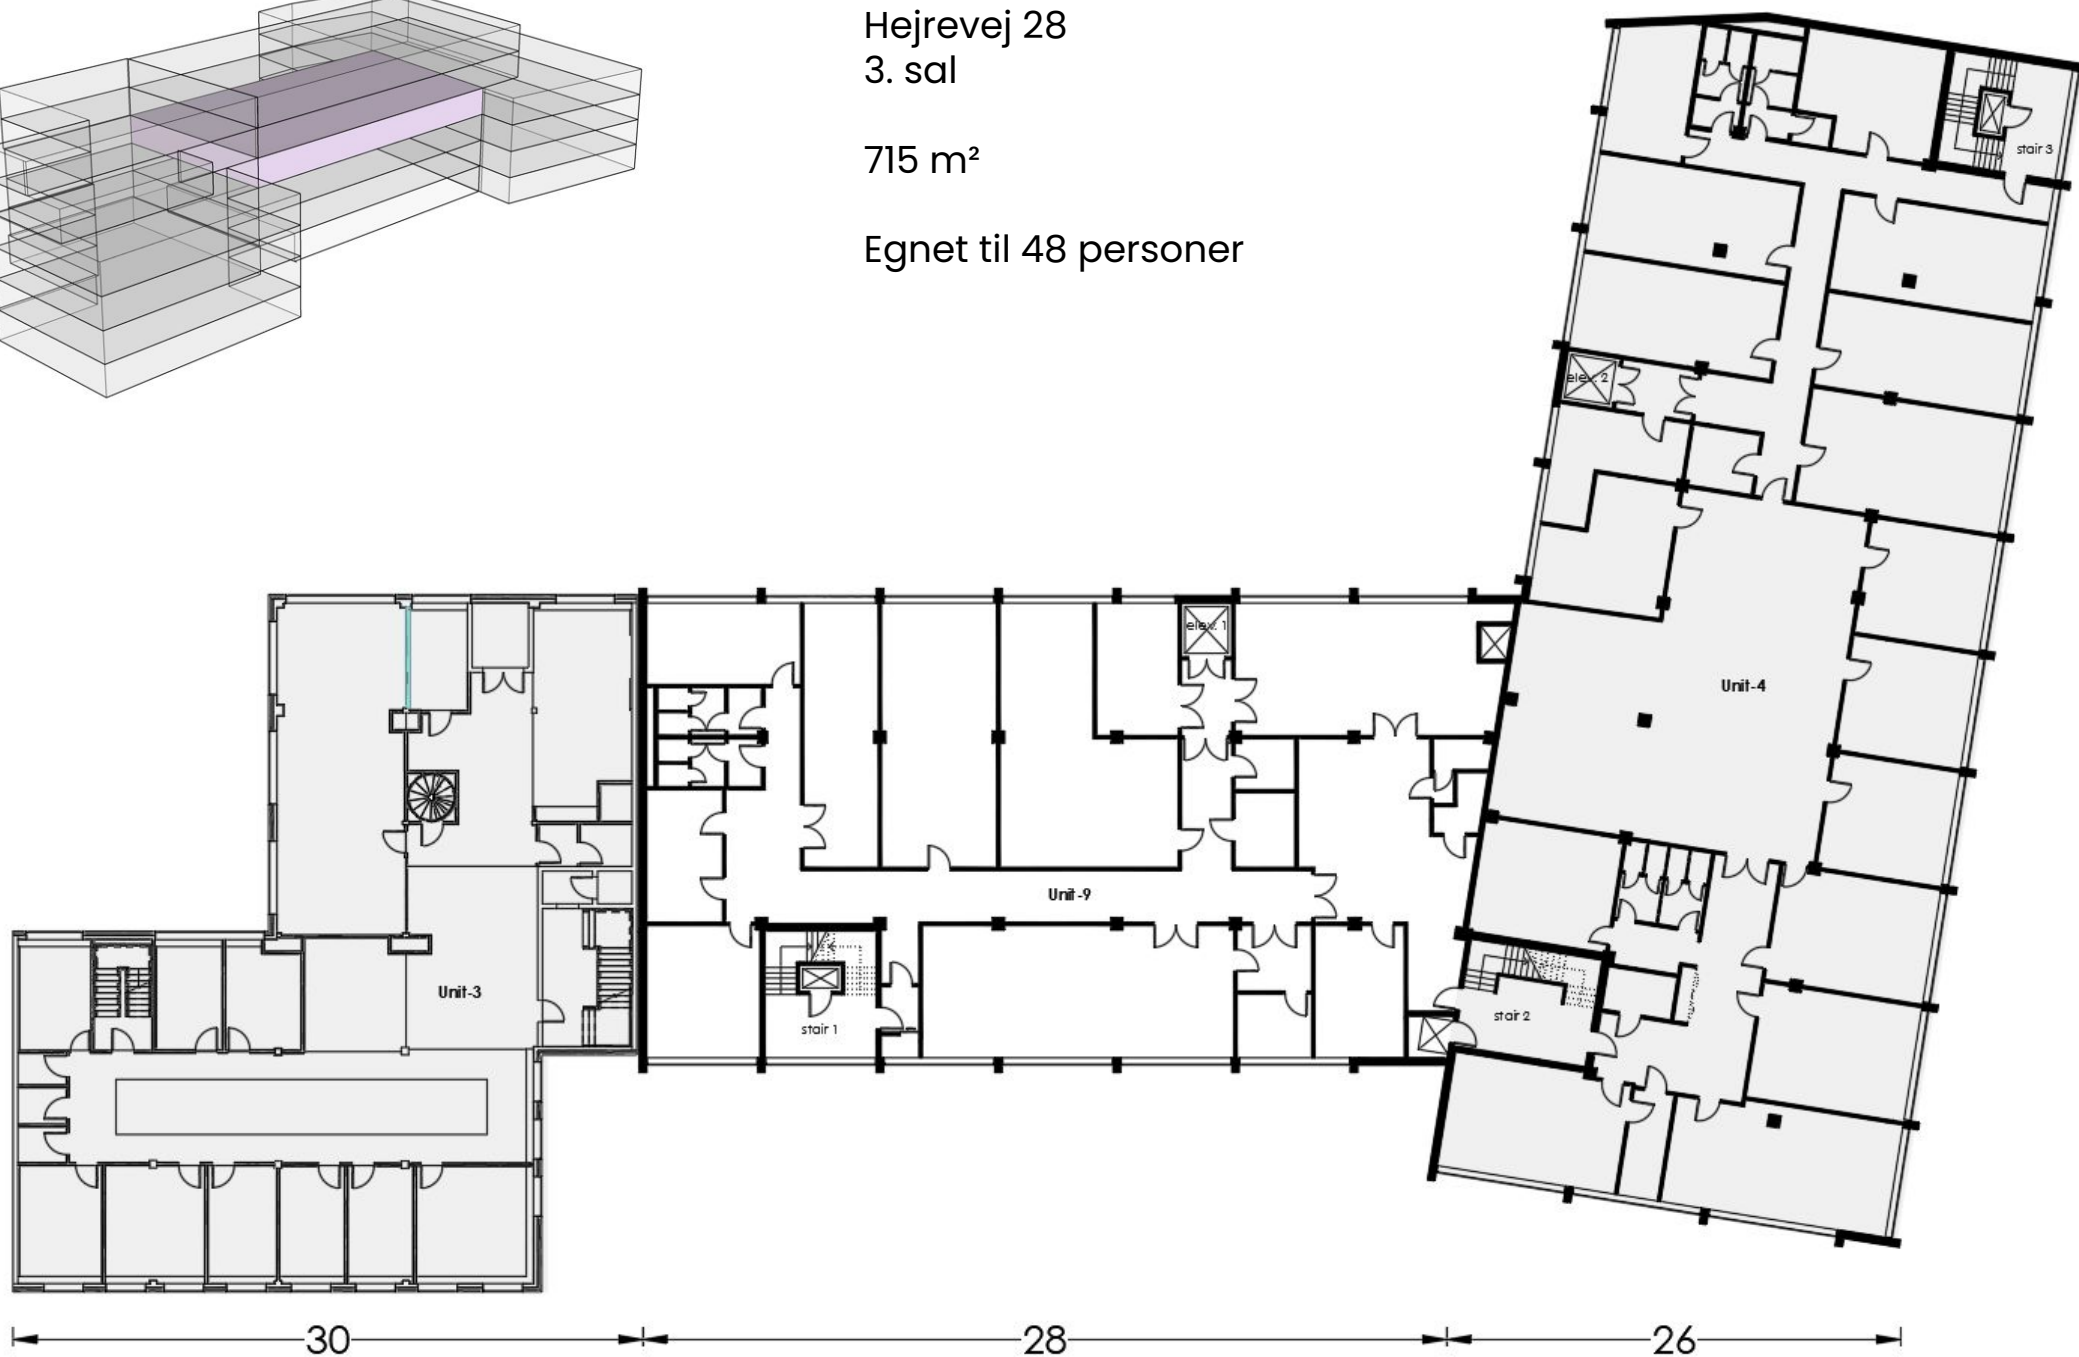 Hejrevej 28
3. sal
715 m²
Egnet til 48 personer
stair 3
elev. 2
elev. 1
Unit-4
Unit-9
Unit-3
stair 1
stair 2
30
28
26